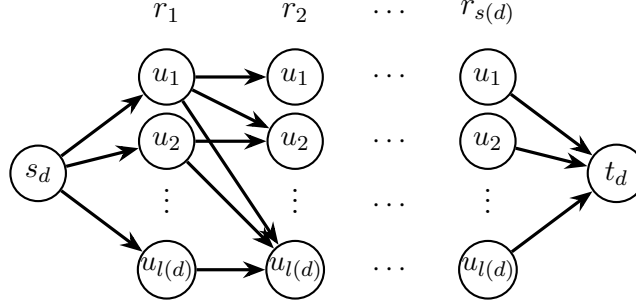 r_1 r_2 ⋯ r_{s(d)}
u_1 u_1 ⋯ u_1
u_2 u_2 ⋯ u_2
s_d ⋮ ⋮ ⋯ ⋮ t_d
u_{l(d)} u_{l(d)} ⋯ u_{l(d)}